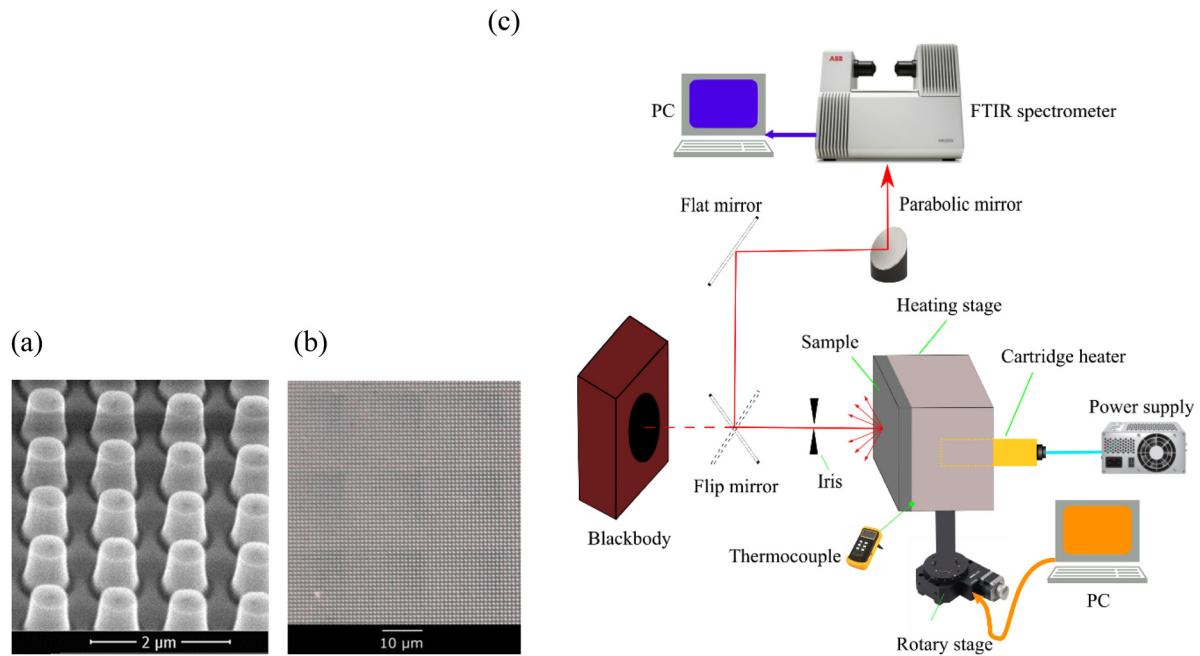 (c)
ABB
PC
FTIR spectrometer
Flat mirror
Parabolic mirror
Heating stage
(a)
(b)
Sample
Cartridge heater
Power supply
Flip mirror
Iris
Blackbody
Thermocouple
2 μm
10 μm
PC
Rotary stage